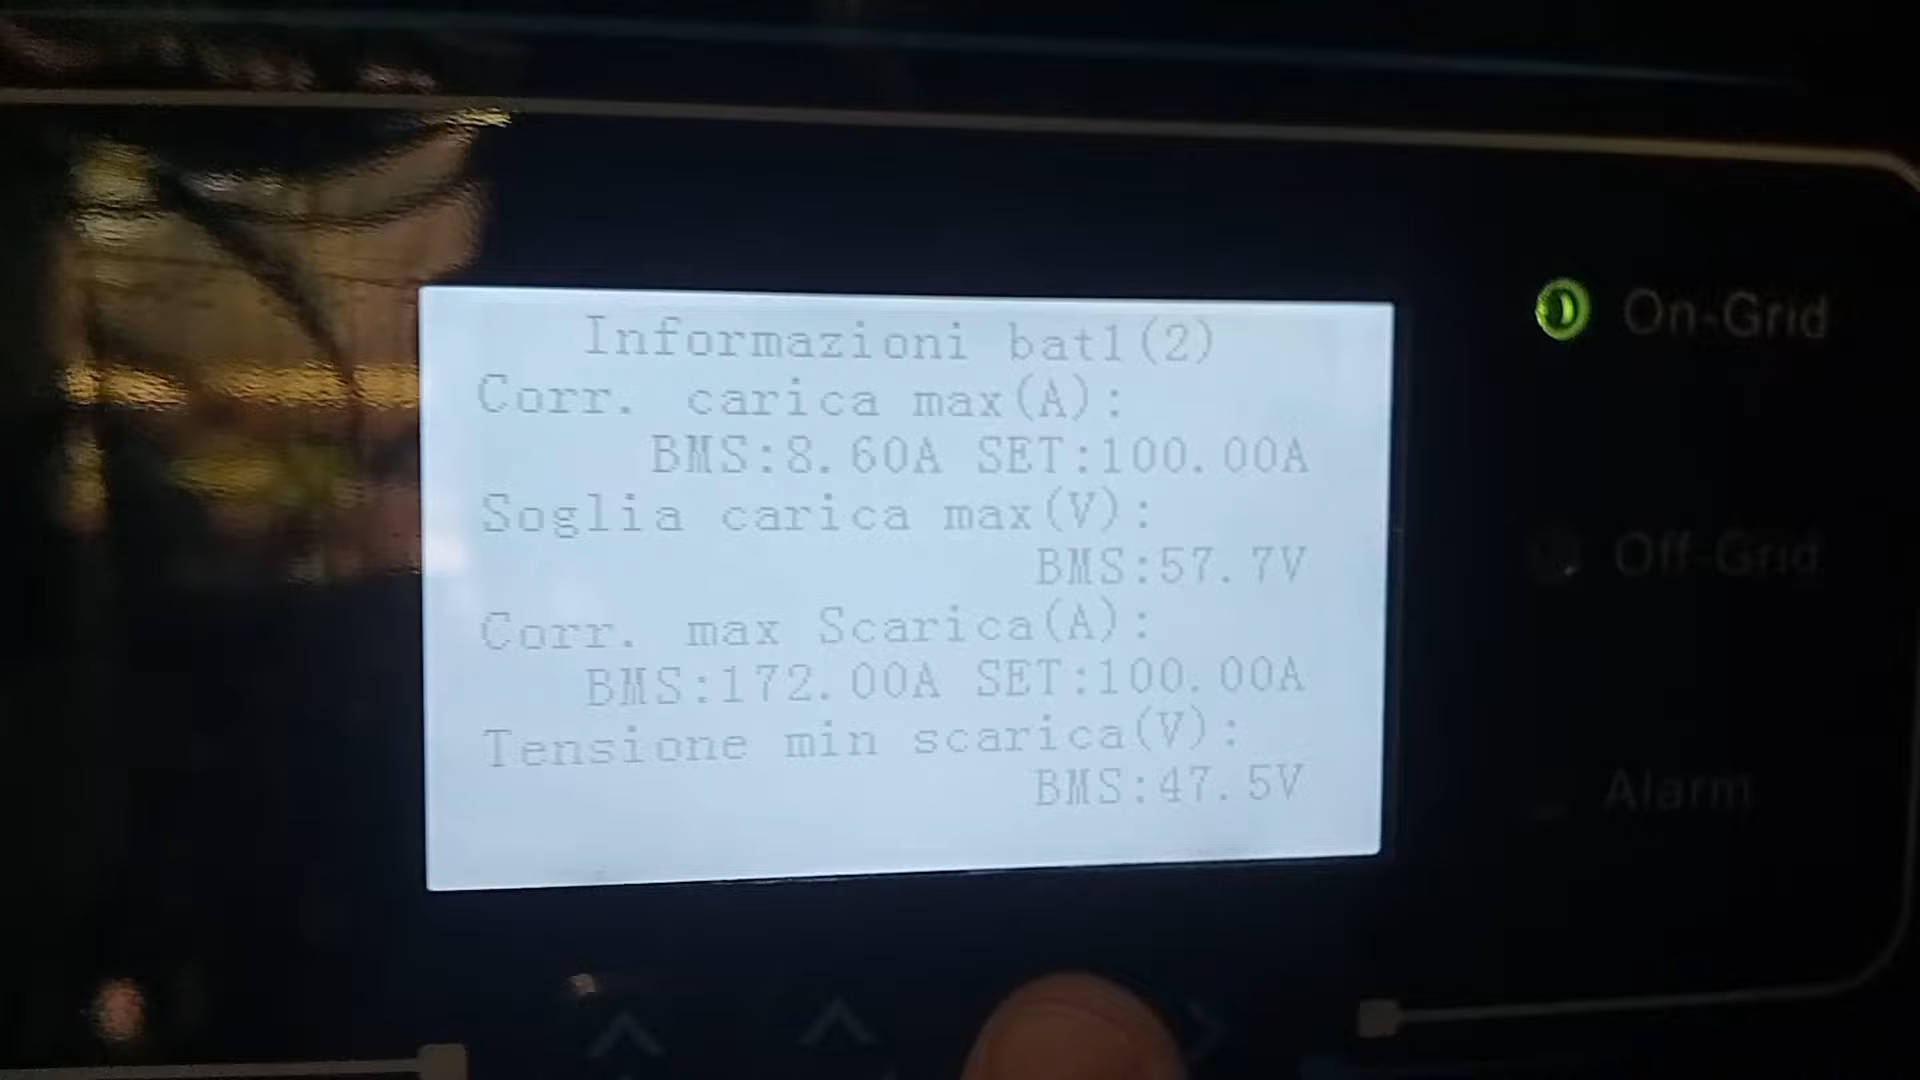 Informazioni bat1(2)
Corr. carica max(A):
BMS:8.60A SET:100.00A
Soglia carica max(V):
BMS:57.7V
Corr. max Scarica(A):
BMS:172.00A SET:100.00A
Tensione min scarica(V):
BMS:47.5V
On-Grid
Off-Grid
Alarm